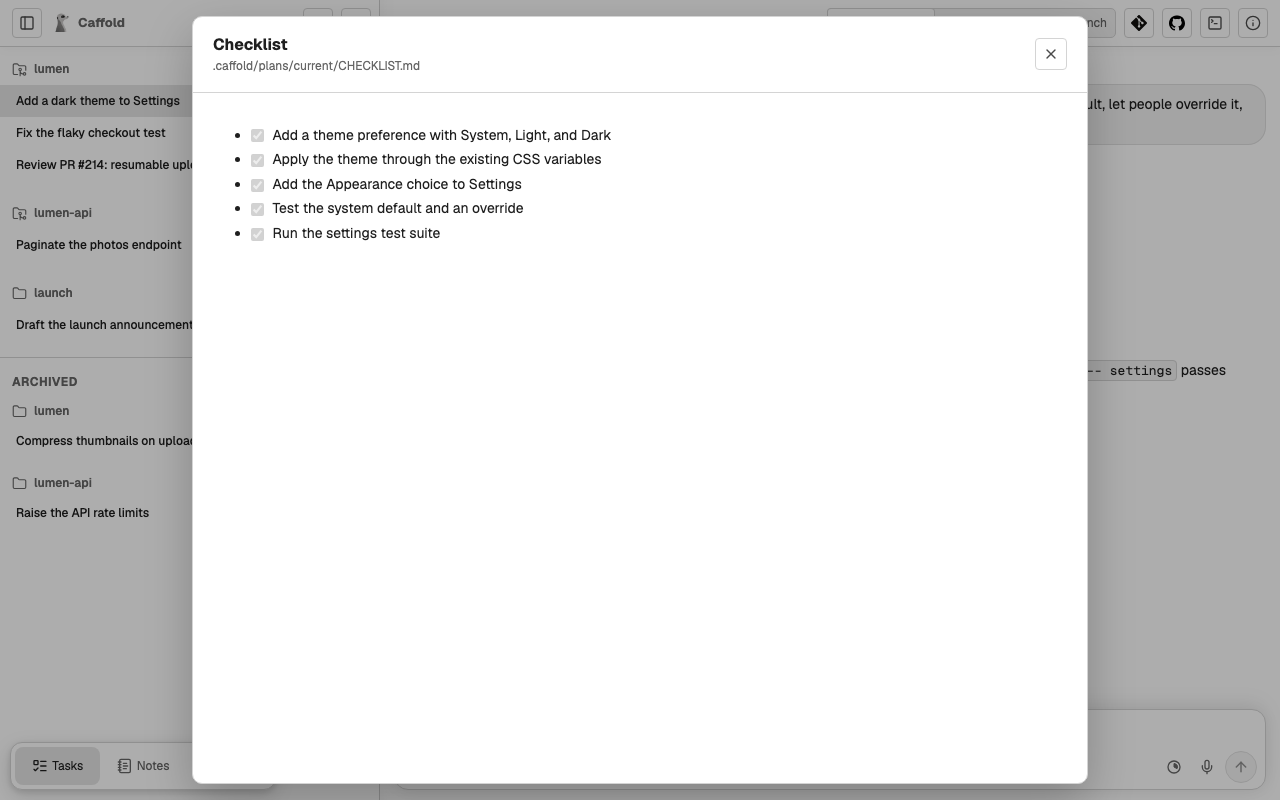 Caffold
nch
lumen
Add a dark theme to Settings
Fix the flaky checkout test
Review PR #214: resumable uplo
lumen-api
Paginate the photos endpoint
launch
Draft the launch announcement
ARCHIVED
lumen
Compress thumbnails on upload
lumen-api
Raise the API rate limits
Tasks
Notes
Checklist
.caffold/plans/current/CHECKLIST.md
Add a theme preference with System, Light, and Dark
Apply the theme through the existing CSS variables
Add the Appearance choice to Settings
Test the system default and an override
Run the settings test suite
ult, let people override it,
-- settings passes